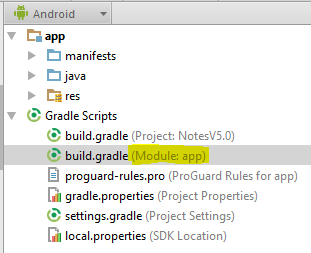 Android
app
manifests
java
res
Gradle Scripts
build.gradle (Project: NotesV5.0)
build.gradle (Module: app)
proguard-rules.pro (ProGuard Rules for app)
gradle.properties (Project Properties)
settings.gradle (Project Settings)
local.properties (SDK Location)